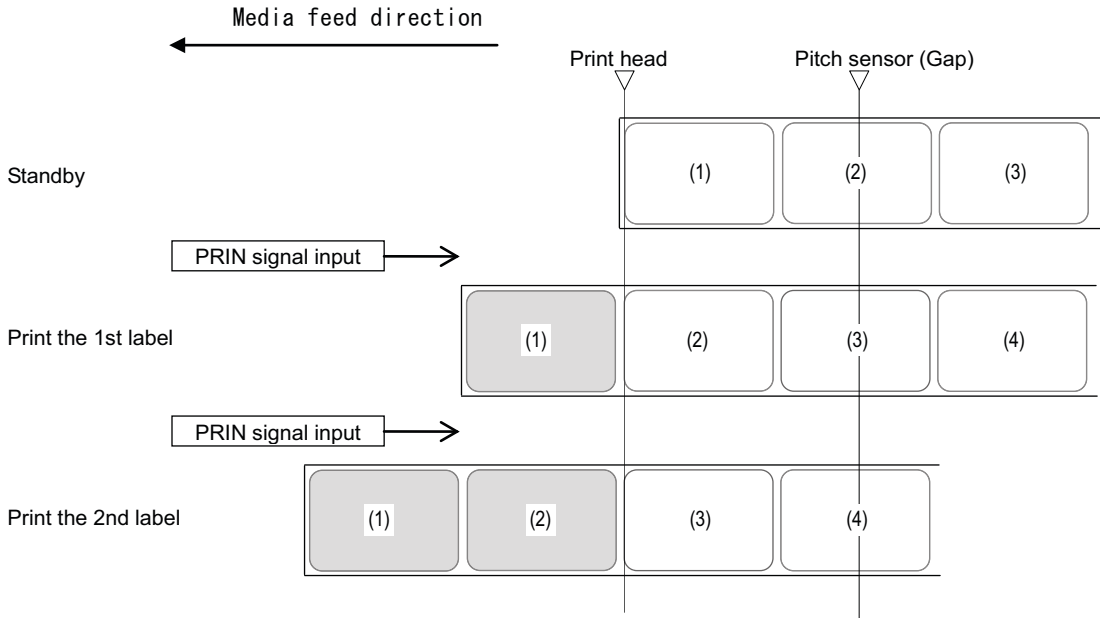 Media feed direction
Print head
Pitch sensor (Gap)
Standby
(1)
(2)
(3)
PRIN signal input
Print the 1st label
(1)
(2)
(3)
(4)
PRIN signal input
Print the 2nd label
(1)
(2)
(3)
(4)